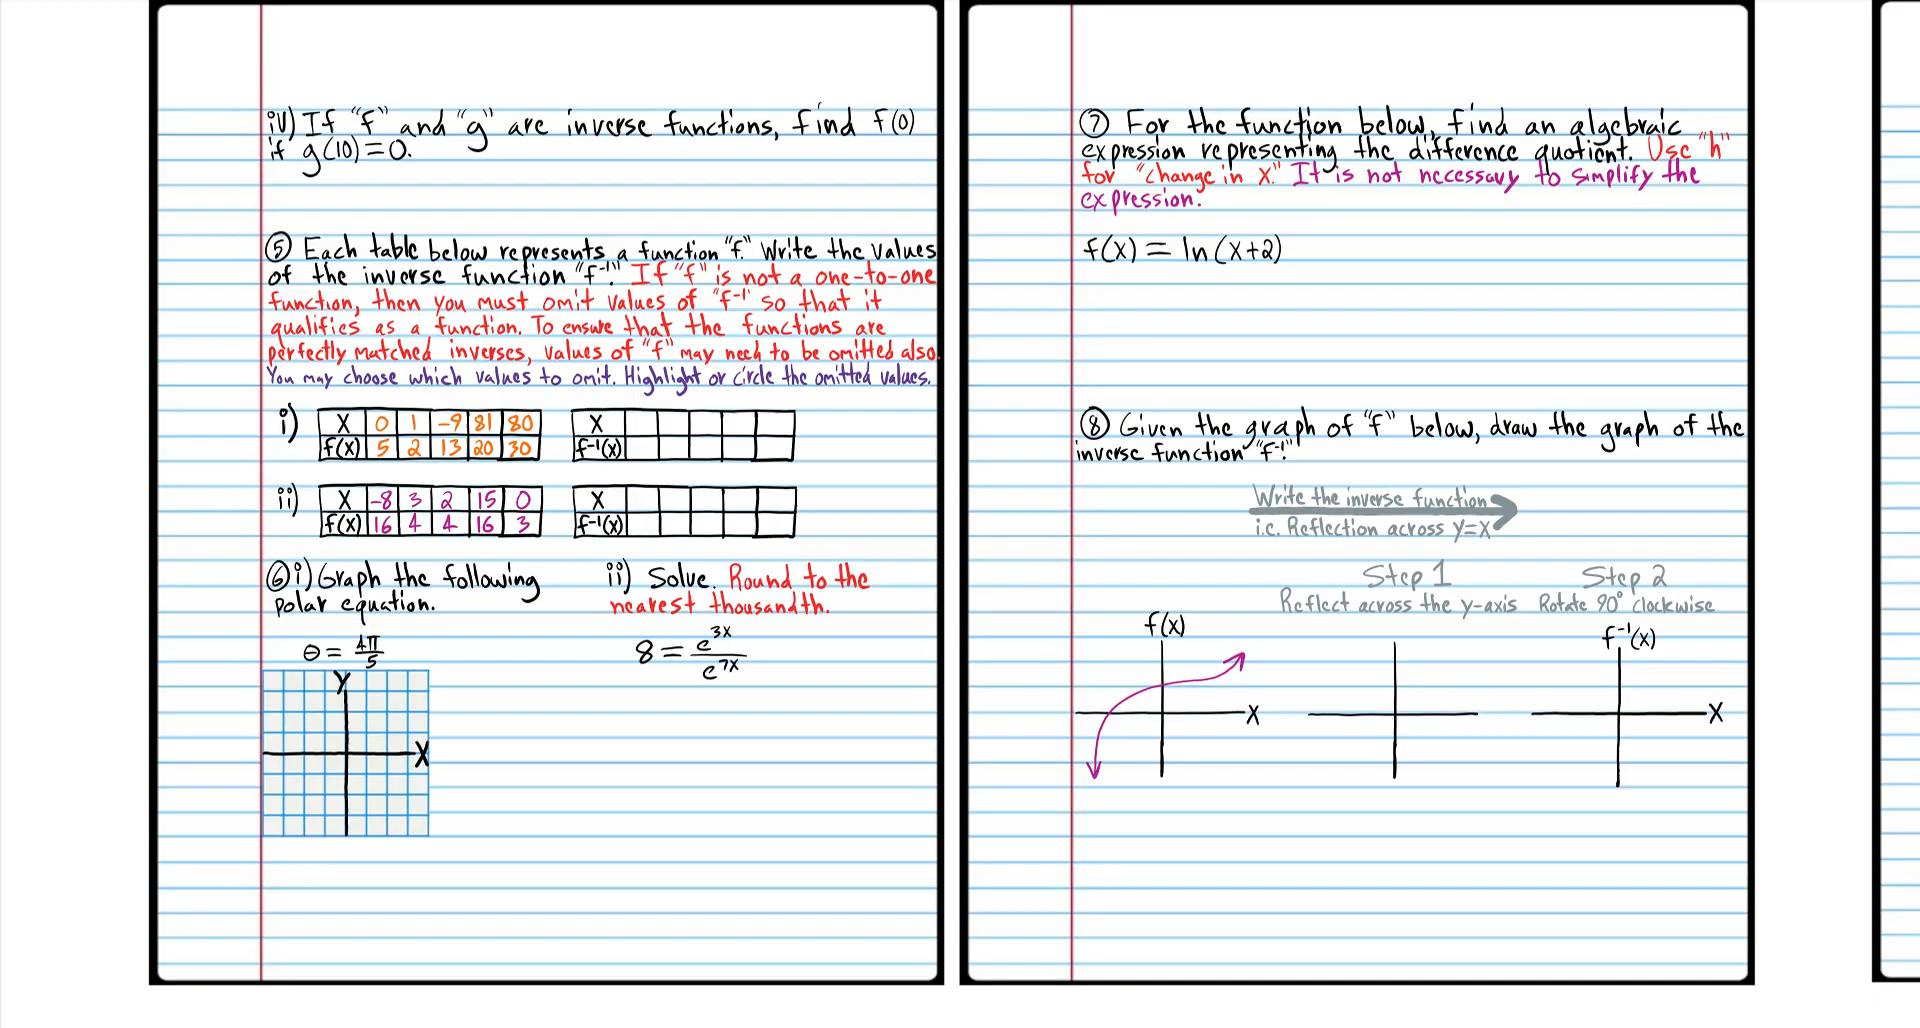 iv) If "f" and "g" are inverse functions, find f(0)
if g(10)=0.
⑤ Each table below represents a function "f." Write the values
of the inverse function "f⁻¹." If "f" is not a one-to-one
function, then you must omit values of "f⁻¹" so that it
qualifies as a function. To ensure that the functions are
perfectly matched inverses, values of "f" may need to be omitted also.
You may choose which values to omit. Highlight or circle the omitted values.
i) X 0 1 -9 81 80 X
f(x) 5 2 13 20 30 f⁻¹(x)
ii) X -8 3 2 15 0 X
f(x) 16 4 4 16 3 f⁻¹(x)
⑥ i) Graph the following
polar equation.
θ = 4π/5
Y
X
ii) Solve. Round to the
nearest thousandth.
8 = e^3x / e^7x
⑦ For the function below, find an algebraic
expression representing the difference quotient. Use "h"
for "change in x." It is not necessary to simplify the
expression.
f(x) = ln(x+2)
⑧ Given the graph of "f" below, draw the graph of the
inverse function "f⁻¹."
Write the inverse function
i.e. Reflection across y=x
Step 1 Step 2
Reflect across the y-axis Rotate 90° clockwise
f(x) f⁻¹(x)
X X